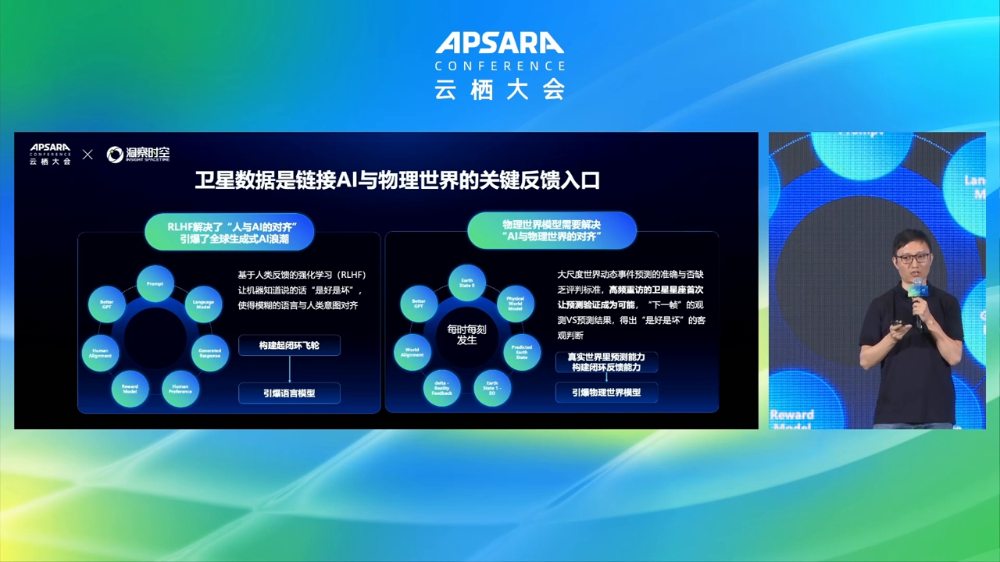 APSARA
CONFERENCE
云栖大会
APSARA
CONFERENCE
云栖大会
洞察时空
INSIGHT SPACETIME
卫星数据是链接AI与物理世界的关键反馈入口
RLHF解决了“人与AI的对齐”
引爆了全球生成式AI浪潮
Prompt
Language
Model
Generated
Response
Human
Preference
Reward
Model
Human
Alignment
Better
GPT
基于人类反馈的强化学习（RLHF）
让机器知道说的话“是好是坏”，
使得模糊的语言与人类意图对齐
构建起闭环飞轮
引爆语言模型
物理世界模型需要解决
“AI与物理世界的对齐”
Earth
State 0
Physical
World
Model
Predicted
Earth
State
Earth
State 1 -
EO
delta -
Reality
Feedback
World
Alignment
Better
GPT
每时每刻
发生
大尺度世界动态事件预测的准确与否缺
乏评判标准，高频重访的卫星星座首次
让预测验证成为可能，“下一帧”的观
测VS预测结果，得出“是好是坏”的客
观判断
真实世界里预测能力
构建闭环反馈能力
引爆物理世界模型
Prompt
Lan
M
Reward
Model